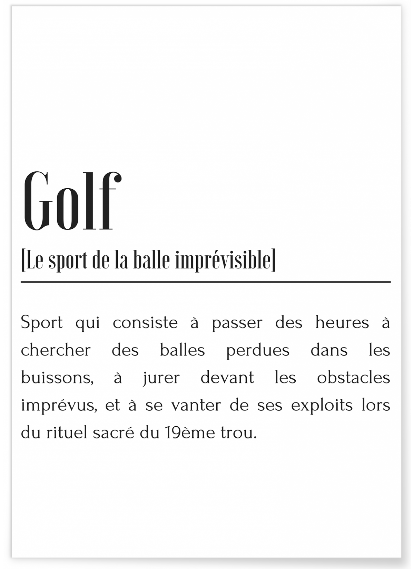 Golf
[Le sport de la balle imprévisible]
Sport qui consiste à passer des heures à
chercher des balles perdues dans les
buissons, à jurer devant les obstacles
imprévus, et à se vanter de ses exploits lors
du rituel sacré du 19ème trou.